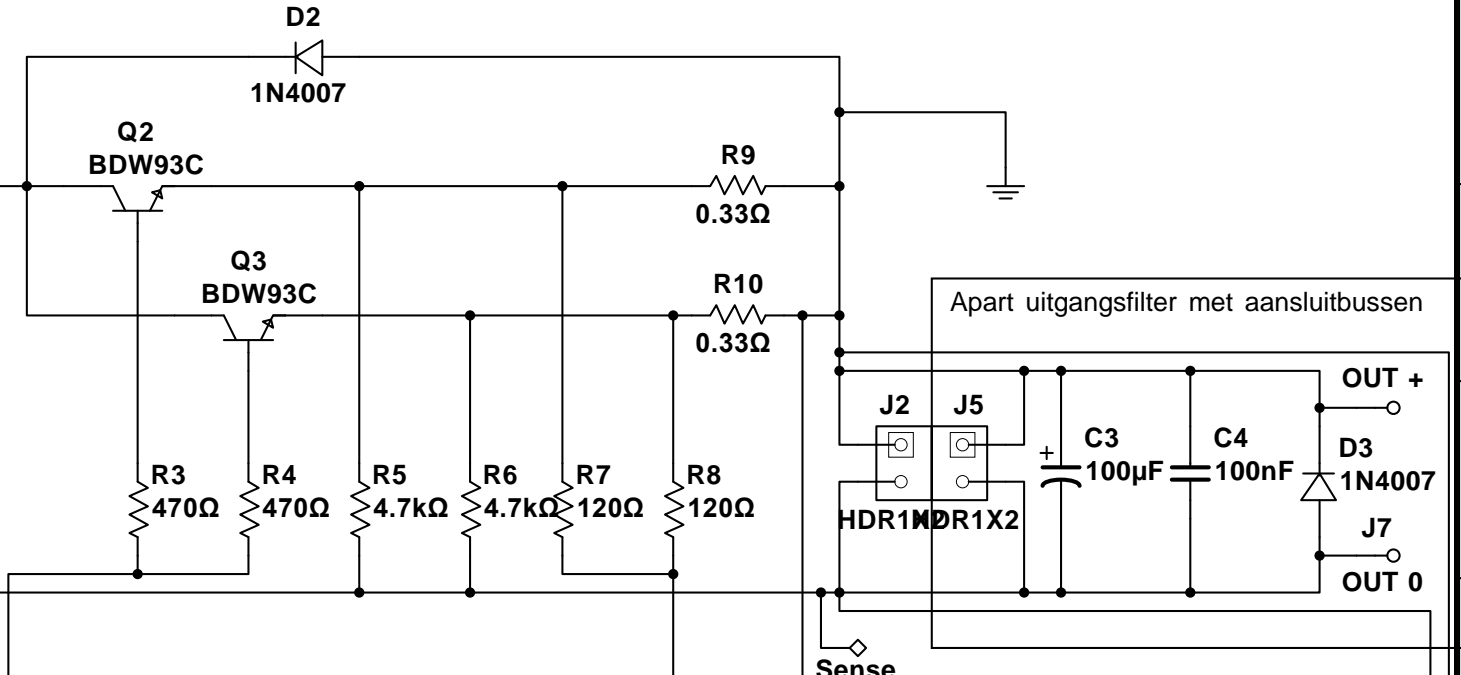 D2
1N4007
Q2
BDW93C
R9
0.33Ω
Q3
BDW93C
R10
0.33Ω
Apart uitgangsfilter met aansluitbussen
OUT +
J2
J5
C3
100µF
+
C4
100nF
D3
1N4007
R3
470Ω
R4
470Ω
R5
4.7kΩ
R6
4.7kΩ
R7
120Ω
R8
120Ω
HDR1X2
HDR1X2
J7
OUT 0
Sense